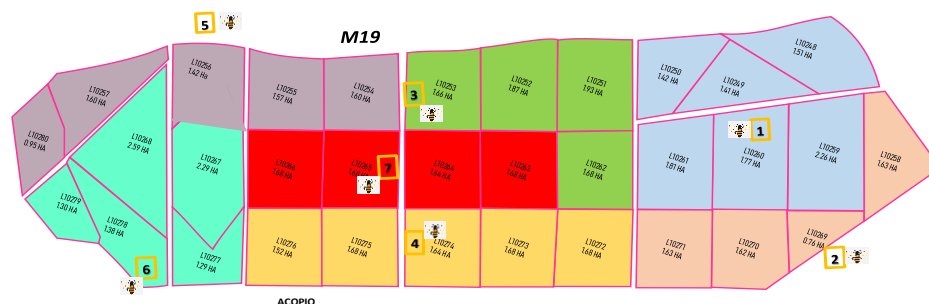 5
M19
L10256
1.42 Ha
L10257
1.60 HA
L10280
0.95 HA
L10268
2.59 HA
L10279
1.30 HA
L10278
1.38 HA
6
L10267
2.29 HA
L10277
1.29 HA
L10255
1.57 HA
L10254
1.60 HA
L10266
1.68 HA
L10265
1.68 HA
7
L10276
1.52 HA
L10275
1.68 HA
3
L10253
1.66 HA
L10252
1.87 HA
L10251
1.93 HA
L10264
1.64 HA
L10263
1.68 HA
L10262
1.68 HA
4
L10274
1.64 HA
L10273
1.68 HA
L10272
1.68 HA
L10250
1.42 HA
L10249
1.41 HA
L10248
1.51 HA
L10261
1.81 HA
1
L10260
1.77 HA
L10259
2.26 HA
L10258
1.63 HA
L10271
1.63 HA
L10270
1.62 HA
L10269
0.76 HA
2
ACOPIO